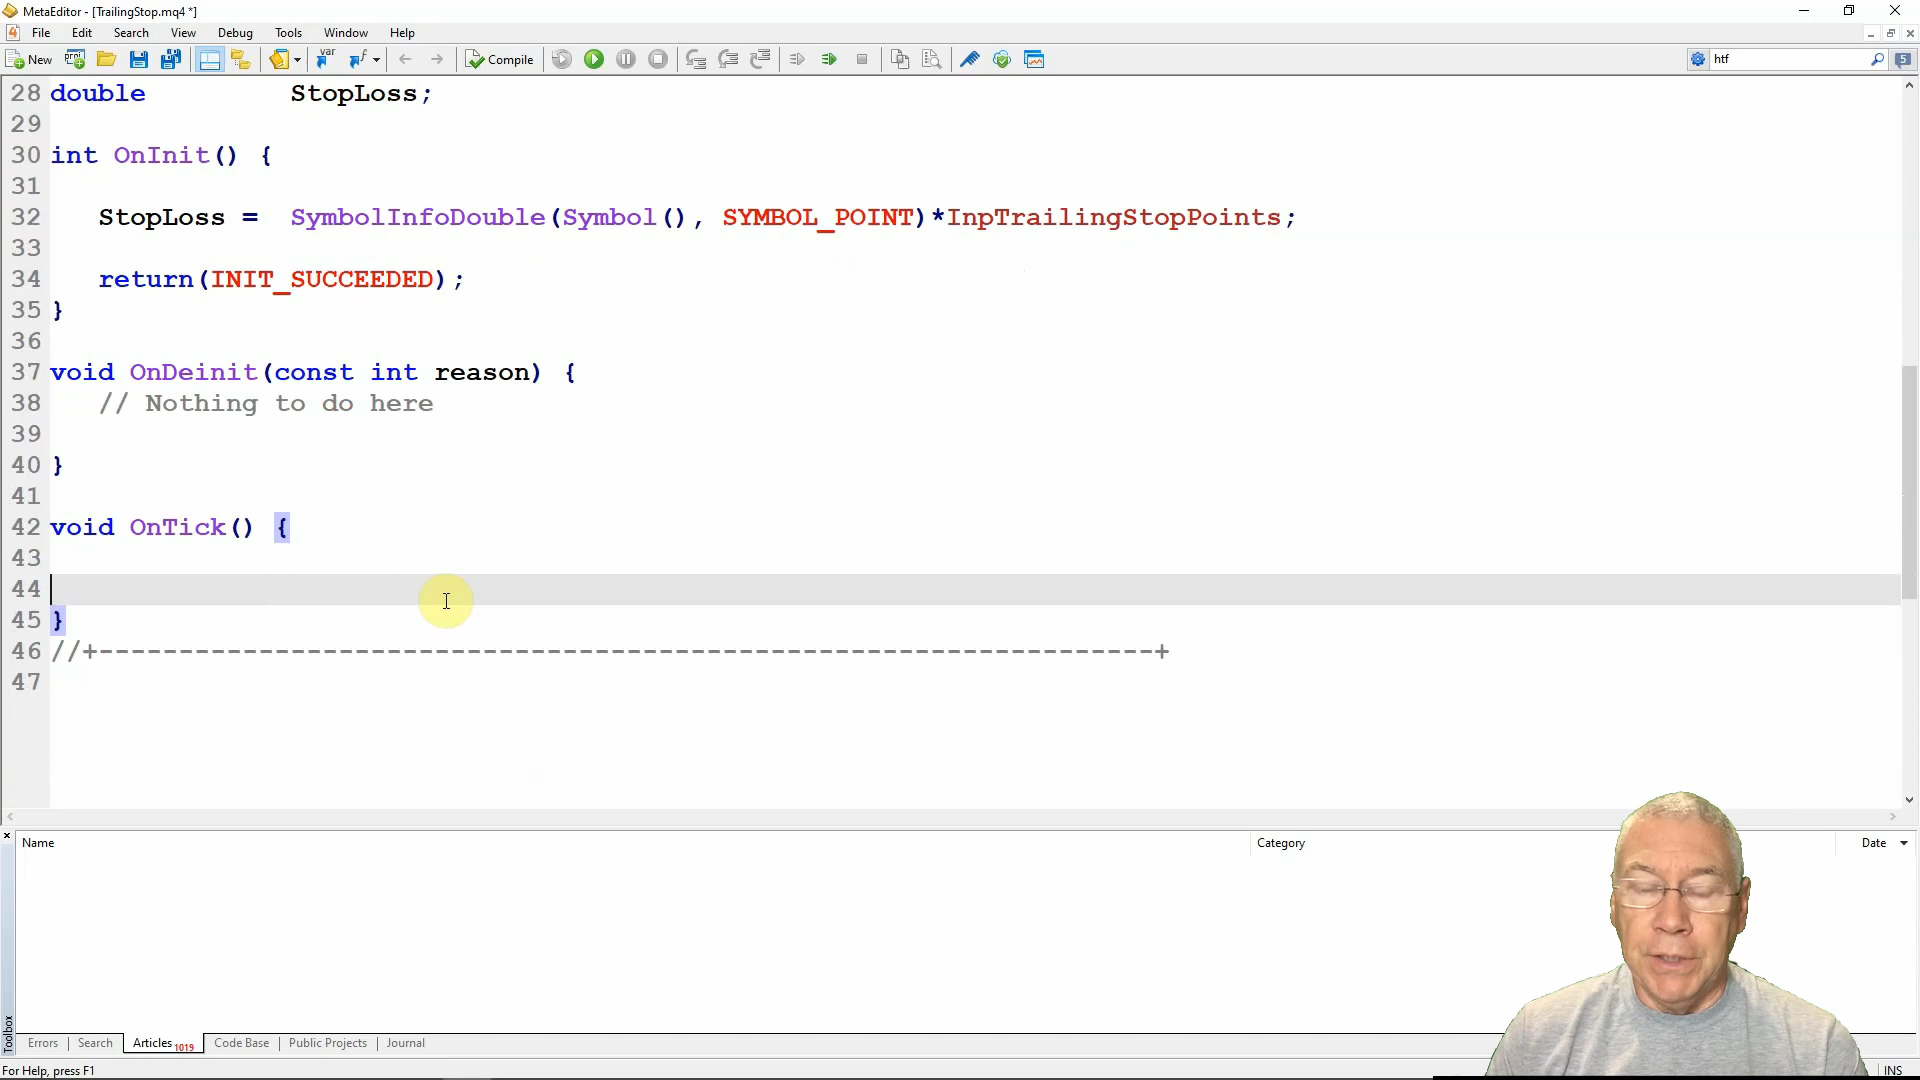 MetaEditor - [TrailingStop.mq4 *]
File Edit Search View Debug Tools Window Help
New Compile htf 5
28 double StopLoss;
29
30 int OnInit() {
31
32 StopLoss = SymbolInfoDouble(Symbol(), SYMBOL_POINT)*InpTrailingStopPoints;
33
34 return(INIT_SUCCEEDED);
35 }
36
37 void OnDeinit(const int reason) {
38 // Nothing to do here
39
40 }
41
42 void OnTick() {
43
44
45 }
46 //+------------------------------------------------------------------+
47
Name Category Date
Toolbox
Errors Search Articles 1019 Code Base Public Projects Journal
For Help, press F1 INS